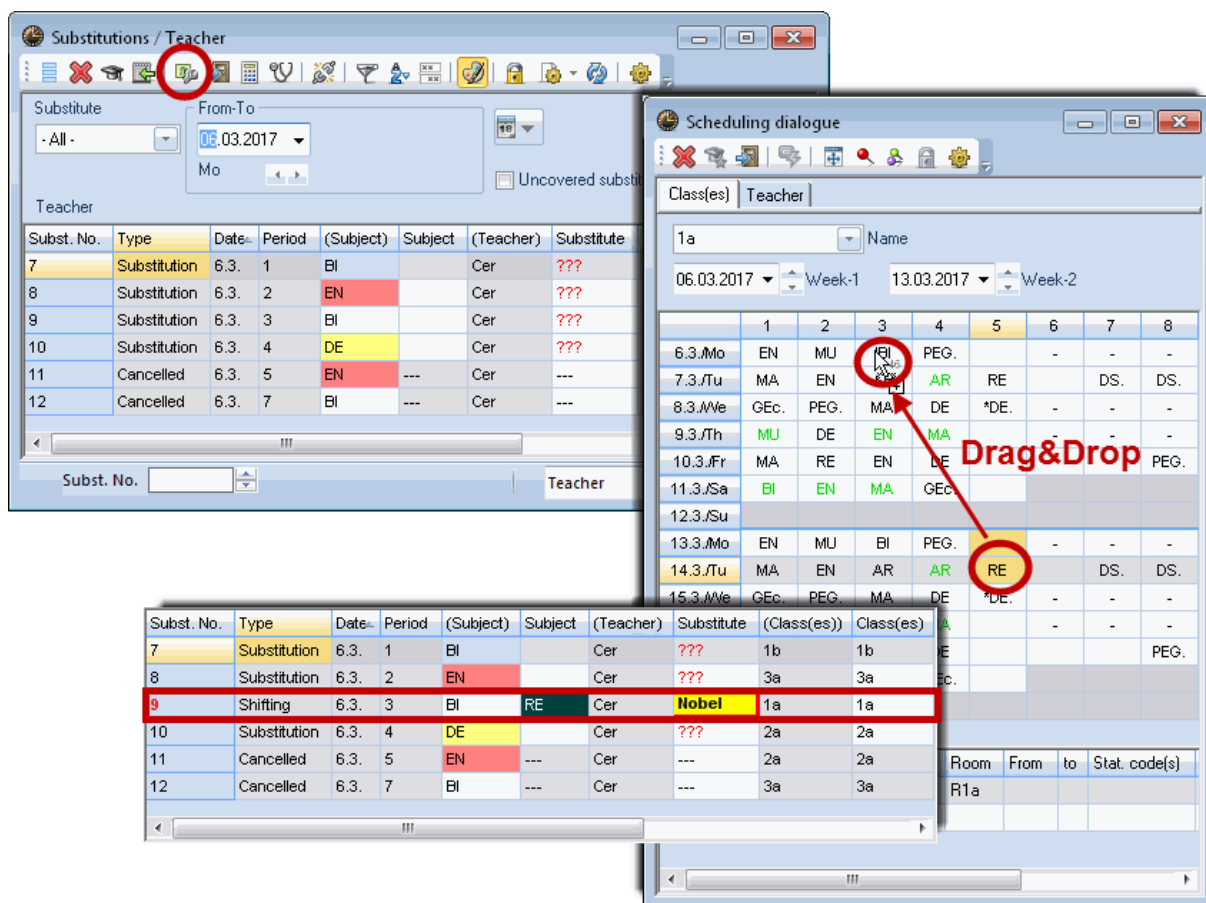 Substitutions / Teacher
Substitute
From-To
- All -
06.03.2017
18
Mo
Uncovered substit
Teacher
Subst. No. Type Date Period (Subject) Subject (Teacher) Substitute
7 Substitution 6.3. 1 BI Cer ???
8 Substitution 6.3. 2 EN Cer ???
9 Substitution 6.3. 3 BI Cer ???
10 Substitution 6.3. 4 DE Cer ???
11 Cancelled 6.3. 5 EN --- Cer ---
12 Cancelled 6.3. 7 BI --- Cer ---
Subst. No.
Teacher
Scheduling dialogue
Class(es) Teacher
1a Name
06.03.2017 Week-1 13.03.2017 Week-2
1 2 3 4 5 6 7 8
6.3./Mo EN MU BI PEG. - - -
7.3./Tu MA EN AR RE DS. DS.
8.3./We GEc. PEG. MA DE *DE. - - -
9.3./Th MU DE EN MA - - -
10.3./Fr MA RE EN DE PEG.
11.3./Sa BI EN MA GEc.
12.3./Su
13.3./Mo EN MU BI PEG. - - -
14.3./Tu MA EN AR AR RE DS. DS.
15.3./We GEc. PEG. MA DE *DE. - - -
- - -
PEG.
Drag&Drop
Room From to Stat. code(s)
R1a
Subst. No. Type Date Period (Subject) Subject (Teacher) Substitute (Class(es)) Class(es)
7 Substitution 6.3. 1 BI Cer ??? 1b 1b
8 Substitution 6.3. 2 EN Cer ??? 3a 3a
9 Shifting 6.3. 3 BI RE Cer Nobel 1a 1a
10 Substitution 6.3. 4 DE Cer ??? 2a 2a
11 Cancelled 6.3. 5 EN --- Cer --- 2a 2a
12 Cancelled 6.3. 7 BI --- Cer --- 3a 3a